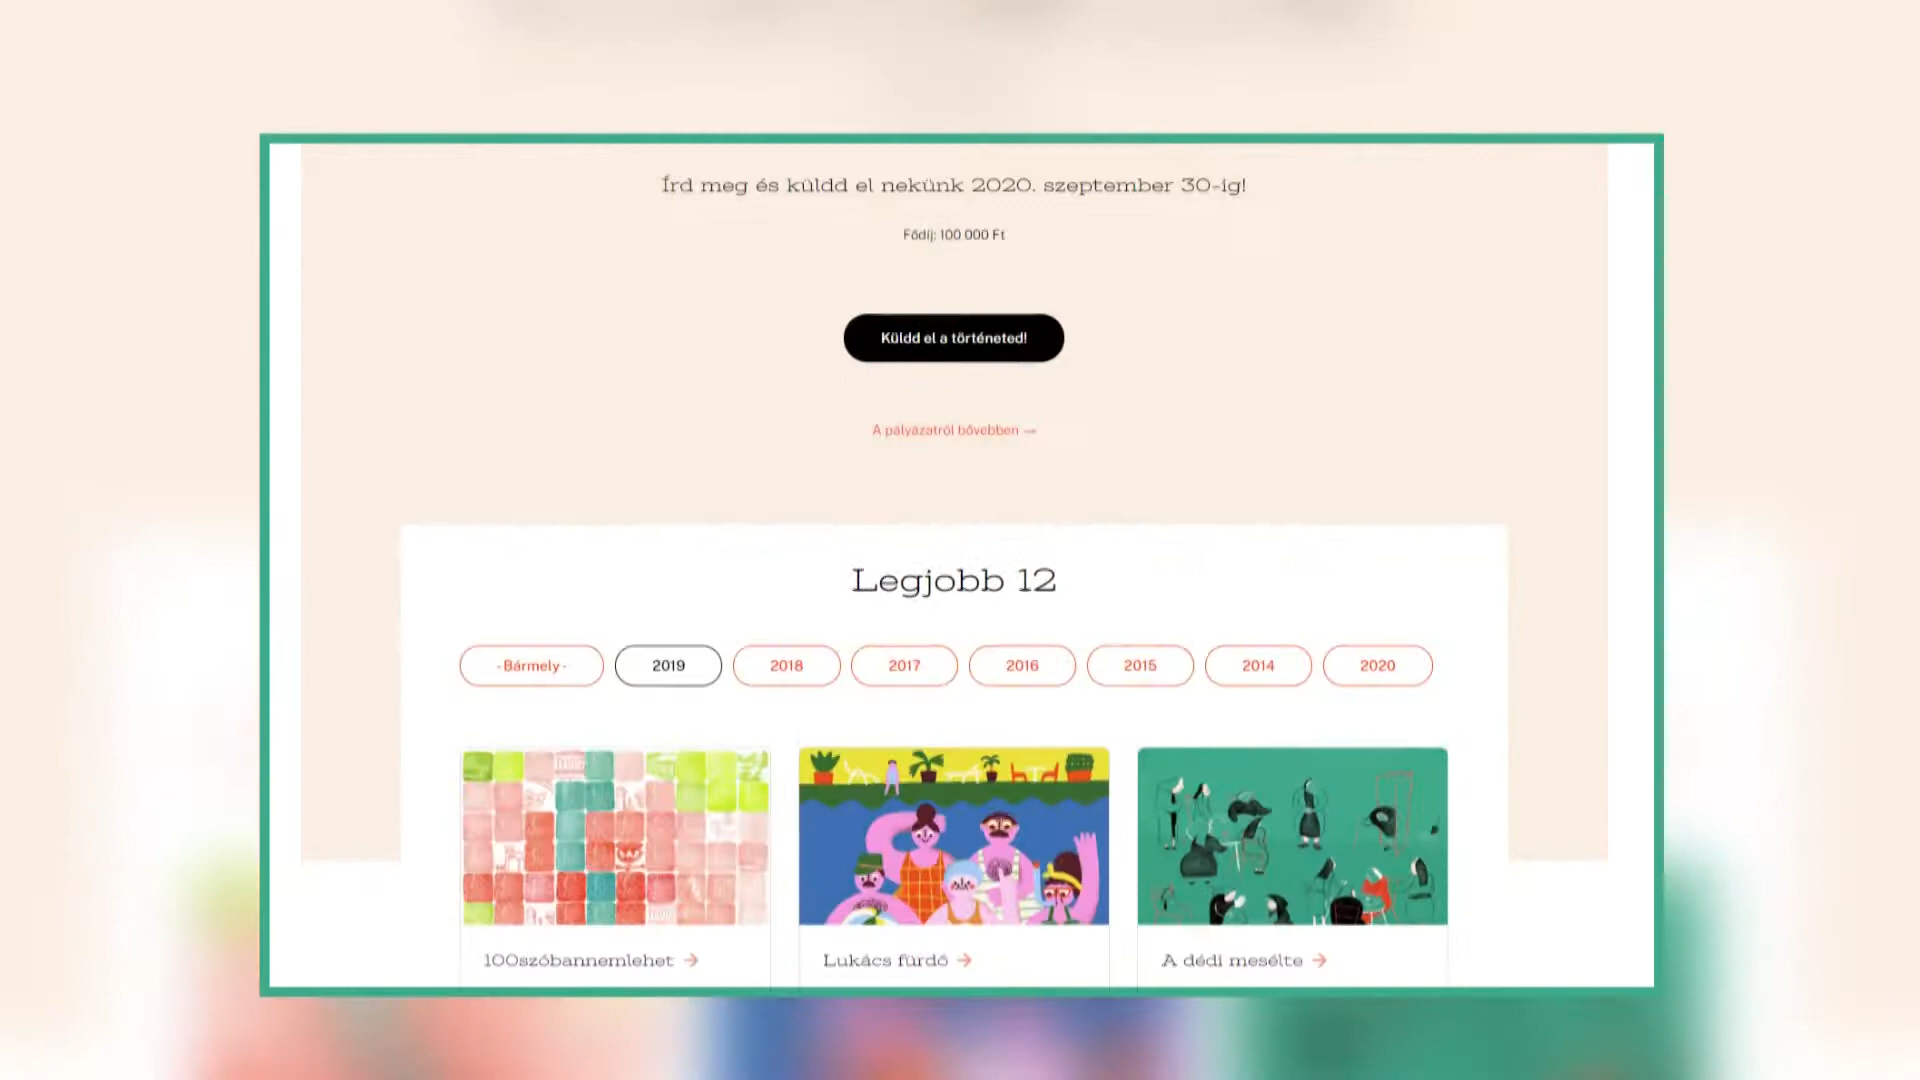 Írd meg és küldd el nekünk 2020. szeptember 30-ig!
Fődíj: 100 000 Ft
Küldd el a történeted!
A pályázatról bővebben →
Legjobb 12
- Bármely -
2019
2018
2017
2016
2015
2014
2020
100szóbannemlehet →
Lukács fürdő →
A dédi mesélte →